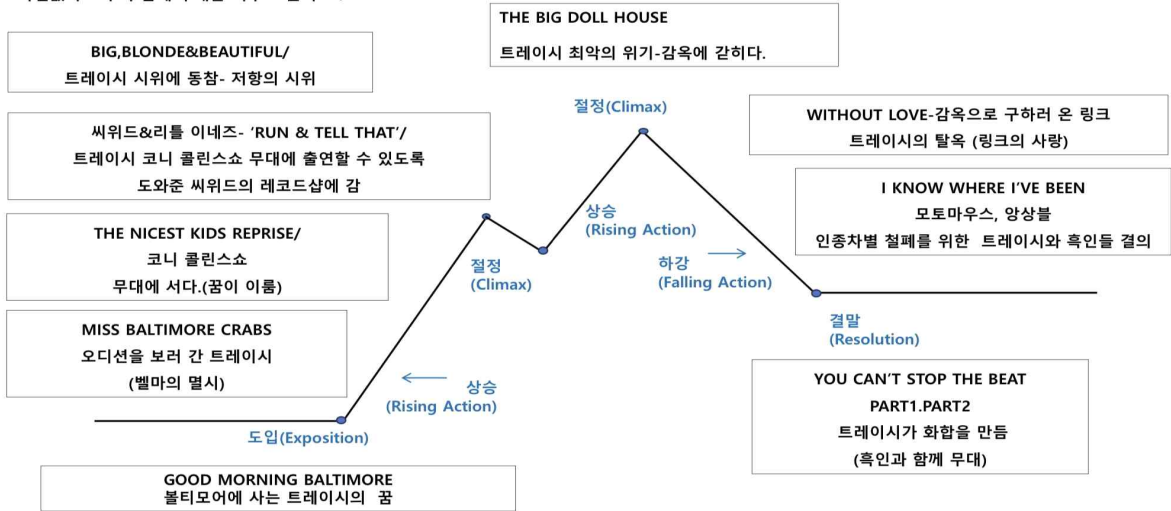 THE BIG DOLL HOUSE
트레이시 최악의 위기-감옥에 갇히다.
BIG,BLONDE&BEAUTIFUL/
트레이시 시위에 동참- 저항의 시위
절정(Climax)
씨위드&리틀 이네즈- ‘RUN & TELL THAT’/
트레이시 코니 콜린스쇼 무대에 출연할 수 있도록
도와준 씨위드의 레코드샵에 감
WITHOUT LOVE-감옥으로 구하러 온 링크
트레이시의 탈옥 (링크의 사랑)
I KNOW WHERE I’VE BEEN
모토마우스, 앙상블
인종차별 철폐를 위한 트레이시와 흑인들 결의
THE NICEST KIDS REPRISE/
코니 콜린스쇼
무대에 서다.(꿈이 이룸)
절정
(Climax)
상승
(Rising Action)
하강
(Falling Action)
결말
(Resolution)
MISS BALTIMORE CRABS
오디션을 보러 간 트레이시
(벨마의 멸시)
상승
(Rising Action)
도입(Exposition)
YOU CAN’T STOP THE BEAT
PART1.PART2
트레이시가 화합을 만듬
(흑인과 함께 무대)
GOOD MORNING BALTIMORE
볼티모어에 사는 트레이시의 꿈